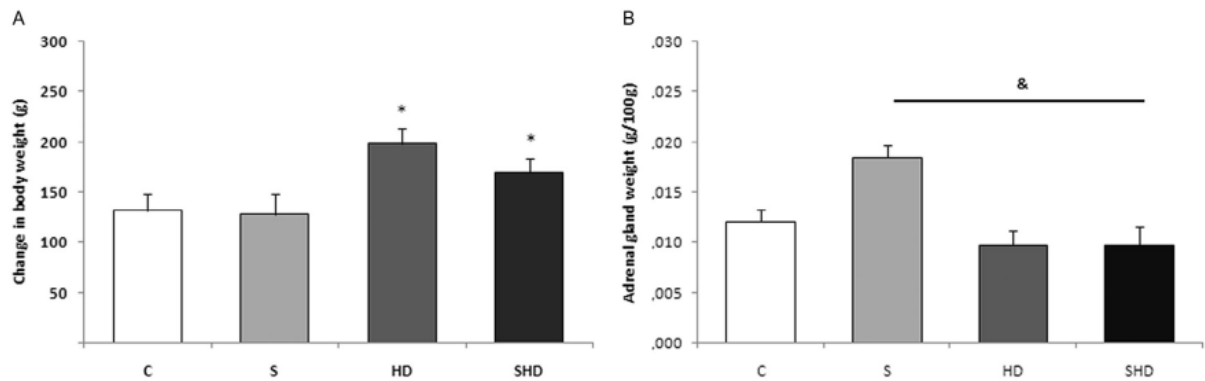 A
Change in body weight (g)
300
250
200
150
100
50
*
*
C S HD SHD
B
Adrenal gland weight (g/100g)
,030
,025
,020
,015
,010
,005
,000
&
C S HD SHD